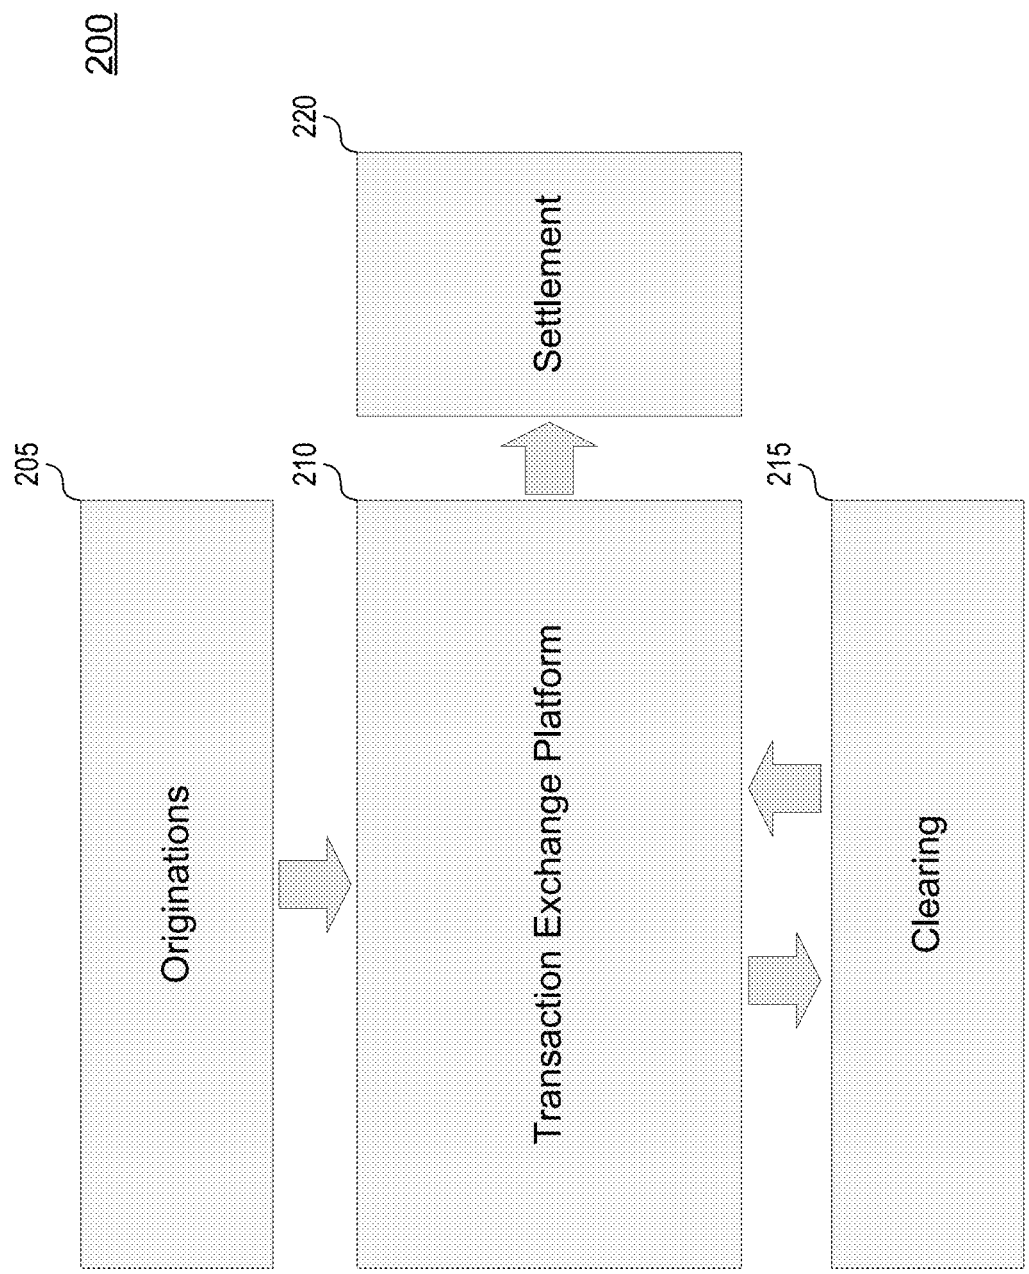 205
200
Originations
210
220
Transaction Exchange Platform
Settlement
215
Clearing